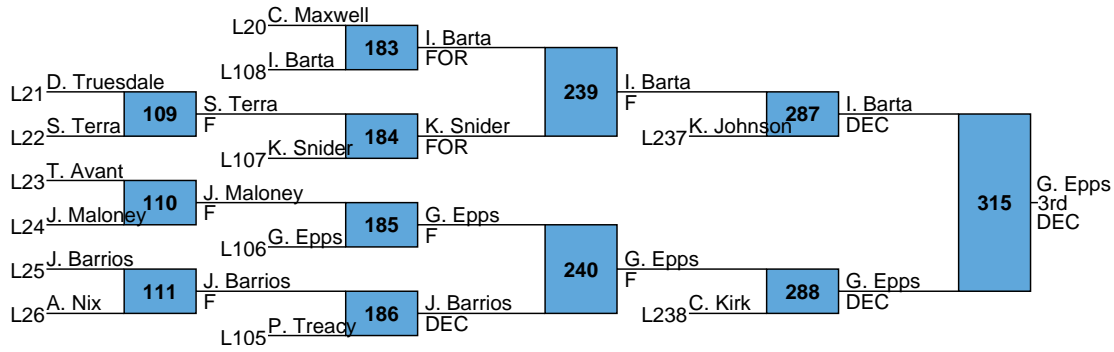 L20 C. Maxwell
183
I. Barta
FOR
L108 I. Barta
L21 D. Truesdale
109
S. Terra
F
L22 S. Terra
184
K. Snider
FOR
L107 K. Snider
239
I. Barta
F
287
I. Barta
DEC
L237 K. Johnson
L23 T. Avant
110
J. Maloney
F
L24 J. Maloney
185
G. Epps
F
L106 G. Epps
L25 J. Barrios
111
J. Barrios
F
L26 A. Nix
186
J. Barrios
DEC
L105 P. Treacy
240
G. Epps
F
288
G. Epps
DEC
L238 C. Kirk
315
G. Epps
3rd
DEC